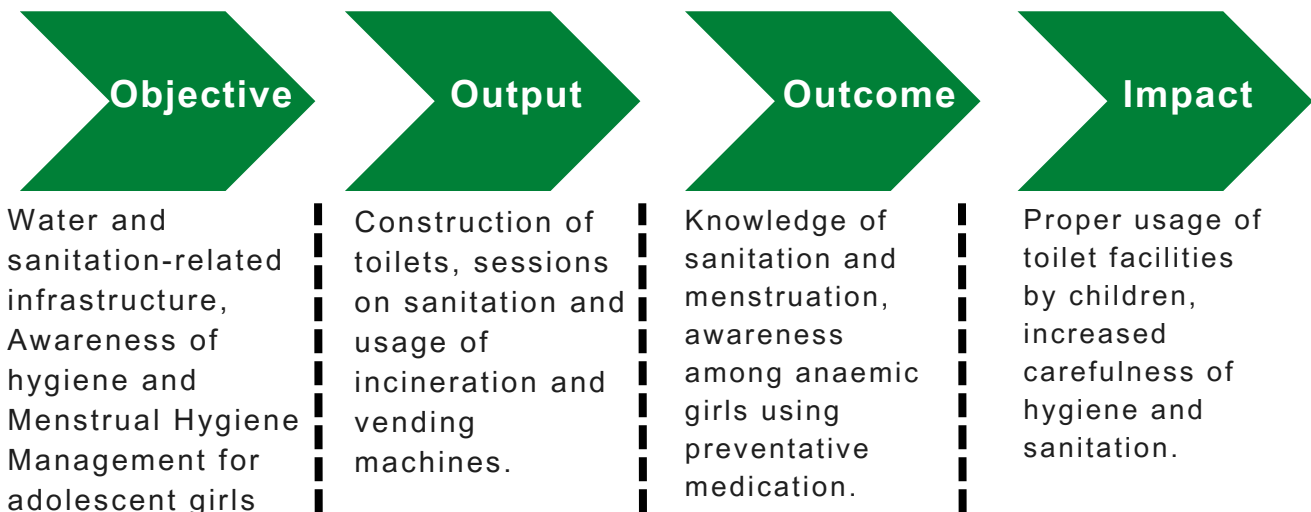 Objective
Output
Outcome
Impact
Water and
sanitation-related
infrastructure,
Awareness of
hygiene and
Menstrual Hygiene
Management for
adolescent girls
Construction of
toilets, sessions
on sanitation and
usage of
incineration and
vending
machines.
Knowledge of
sanitation and
menstruation,
awareness
among anaemic
girls using
preventative
medication.
Proper usage of
toilet facilities
by children,
increased
carefulness of
hygiene and
sanitation.